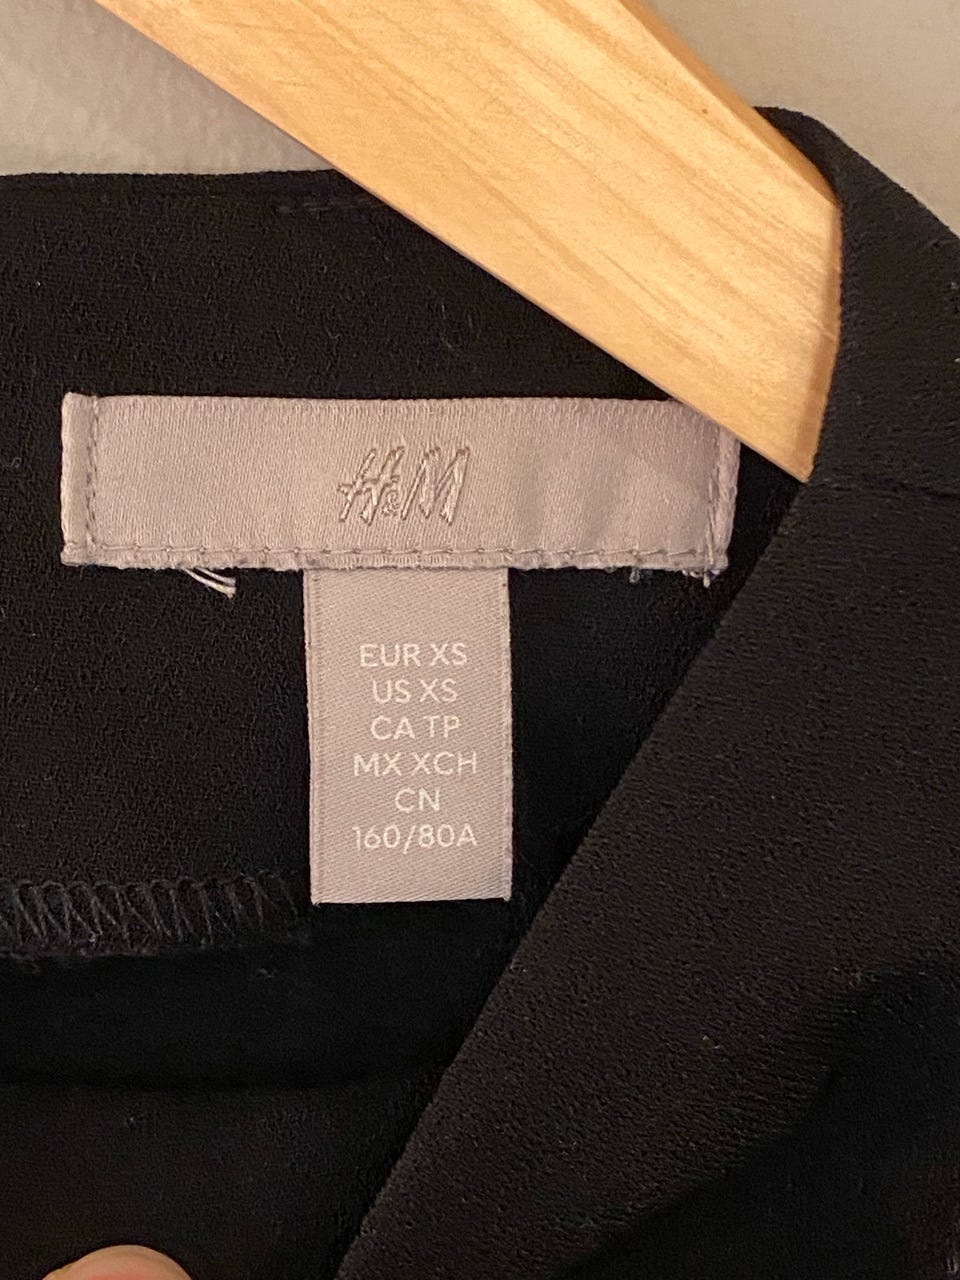 H&M
EUR XS
US XS
CA TP
MX XCH
CN
160/80A